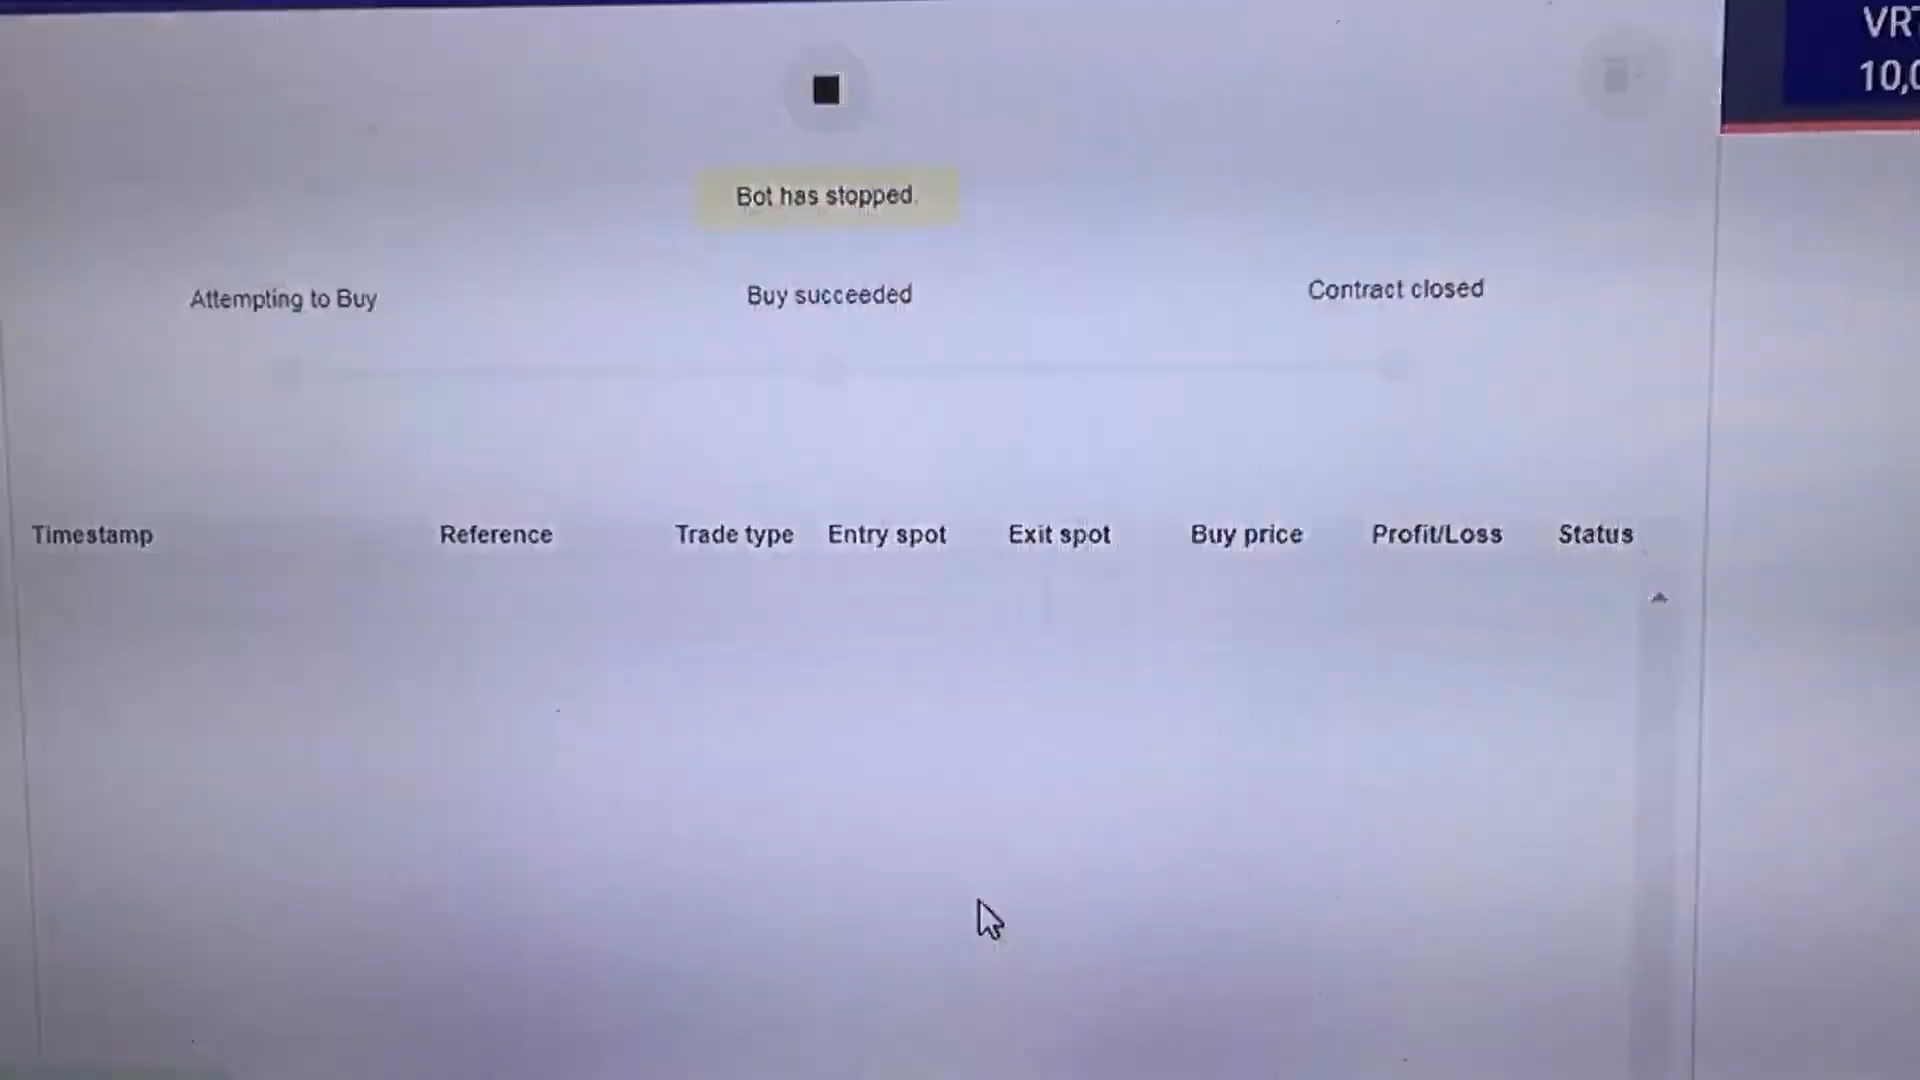 VRT
10,0
Bot has stopped.
Attempting to Buy
Buy succeeded
Contract closed
Timestamp Reference Trade type Entry spot Exit spot Buy price Profit/Loss Status